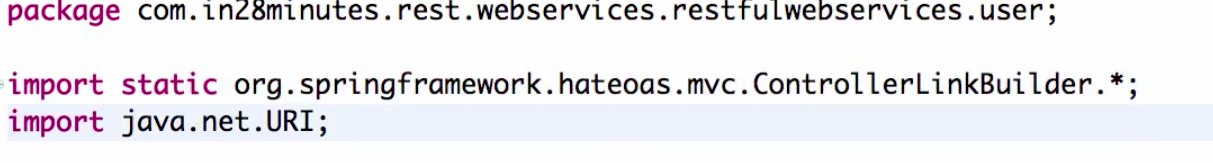 package com.in28minutes.rest.webservices.restfulwebservices.user;
import static org.springframework.hateoas.mvc.ControllerLinkBuilder.*;
import java.net.URI;